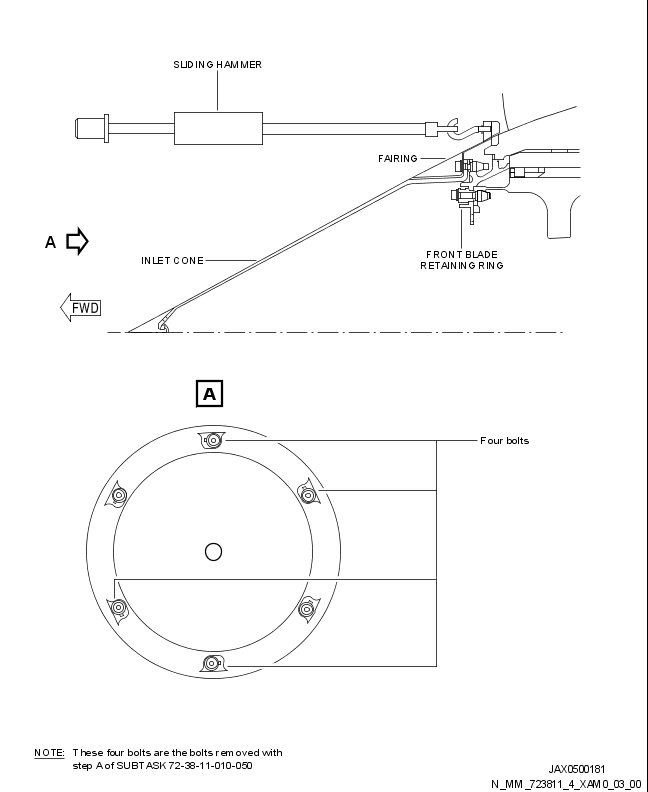 SLIDING HAMMER
FAIRING
A
INLET CONE
FRONT BLADE
RETAINING RING
FWD
A
Four bolts
NOTE: These four bolts are the bolts removed with
step A of SUBTASK 72-38-11-010-050
JAX0500181
N_MM_723811_4_XAM0_03_00